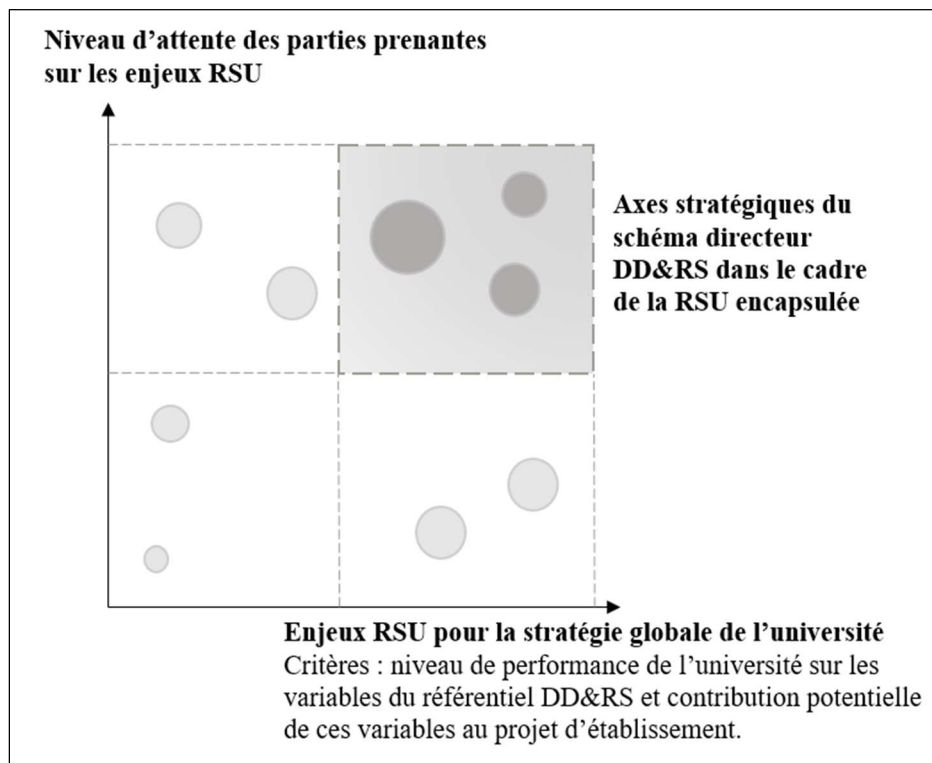 Niveau d’attente des parties prenantes
sur les enjeux RSU
Axes stratégiques du
schéma directeur
DD&RS dans le cadre
de la RSU encapsulée
Enjeux RSU pour la stratégie globale de l’université
Critères : niveau de performance de l’université sur les
variables du référentiel DD&RS et contribution potentielle
de ces variables au projet d’établissement.